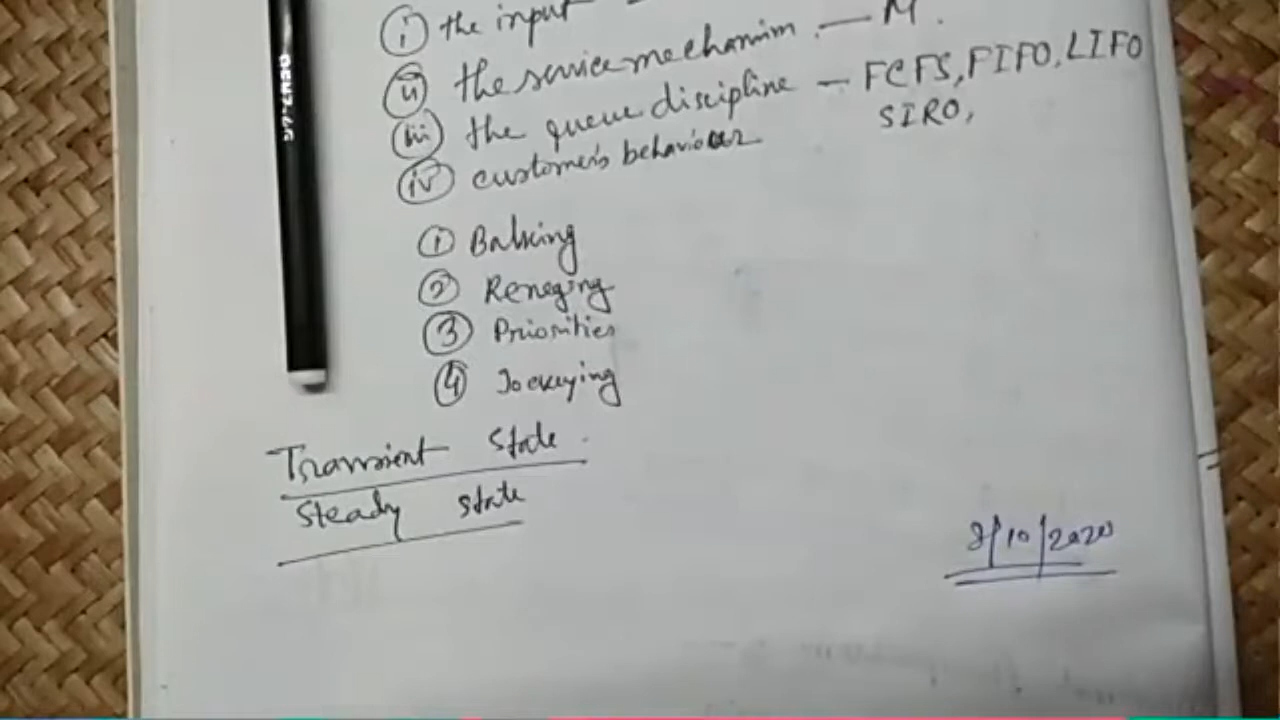 (i) the input -
(ii) the service mechanism. — M.
(iii) the queue discipline — FCFS, FIFO, LIFO
SIRO,
(iv) customer's behaviour
① Balking
② Reneging
③ Priorities
④ Jockeying
Transient state.
Steady state
8/10/2020